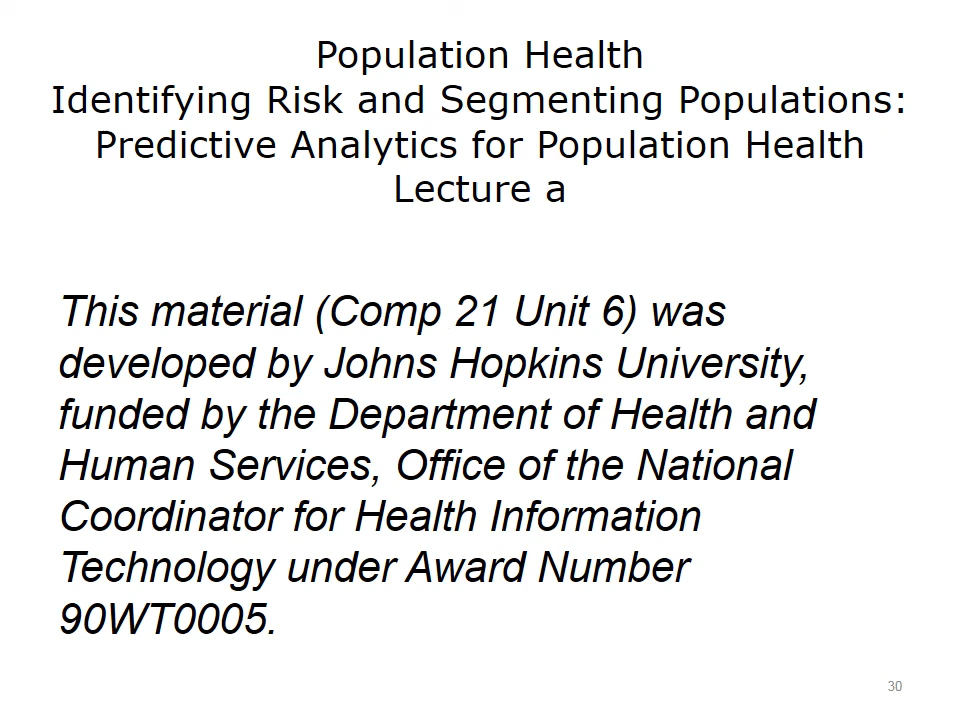 Population Health
Identifying Risk and Segmenting Populations:
Predictive Analytics for Population Health
Lecture a
This material (Comp 21 Unit 6) was
developed by Johns Hopkins University,
funded by the Department of Health and
Human Services, Office of the National
Coordinator for Health Information
Technology under Award Number
90WT0005.
30